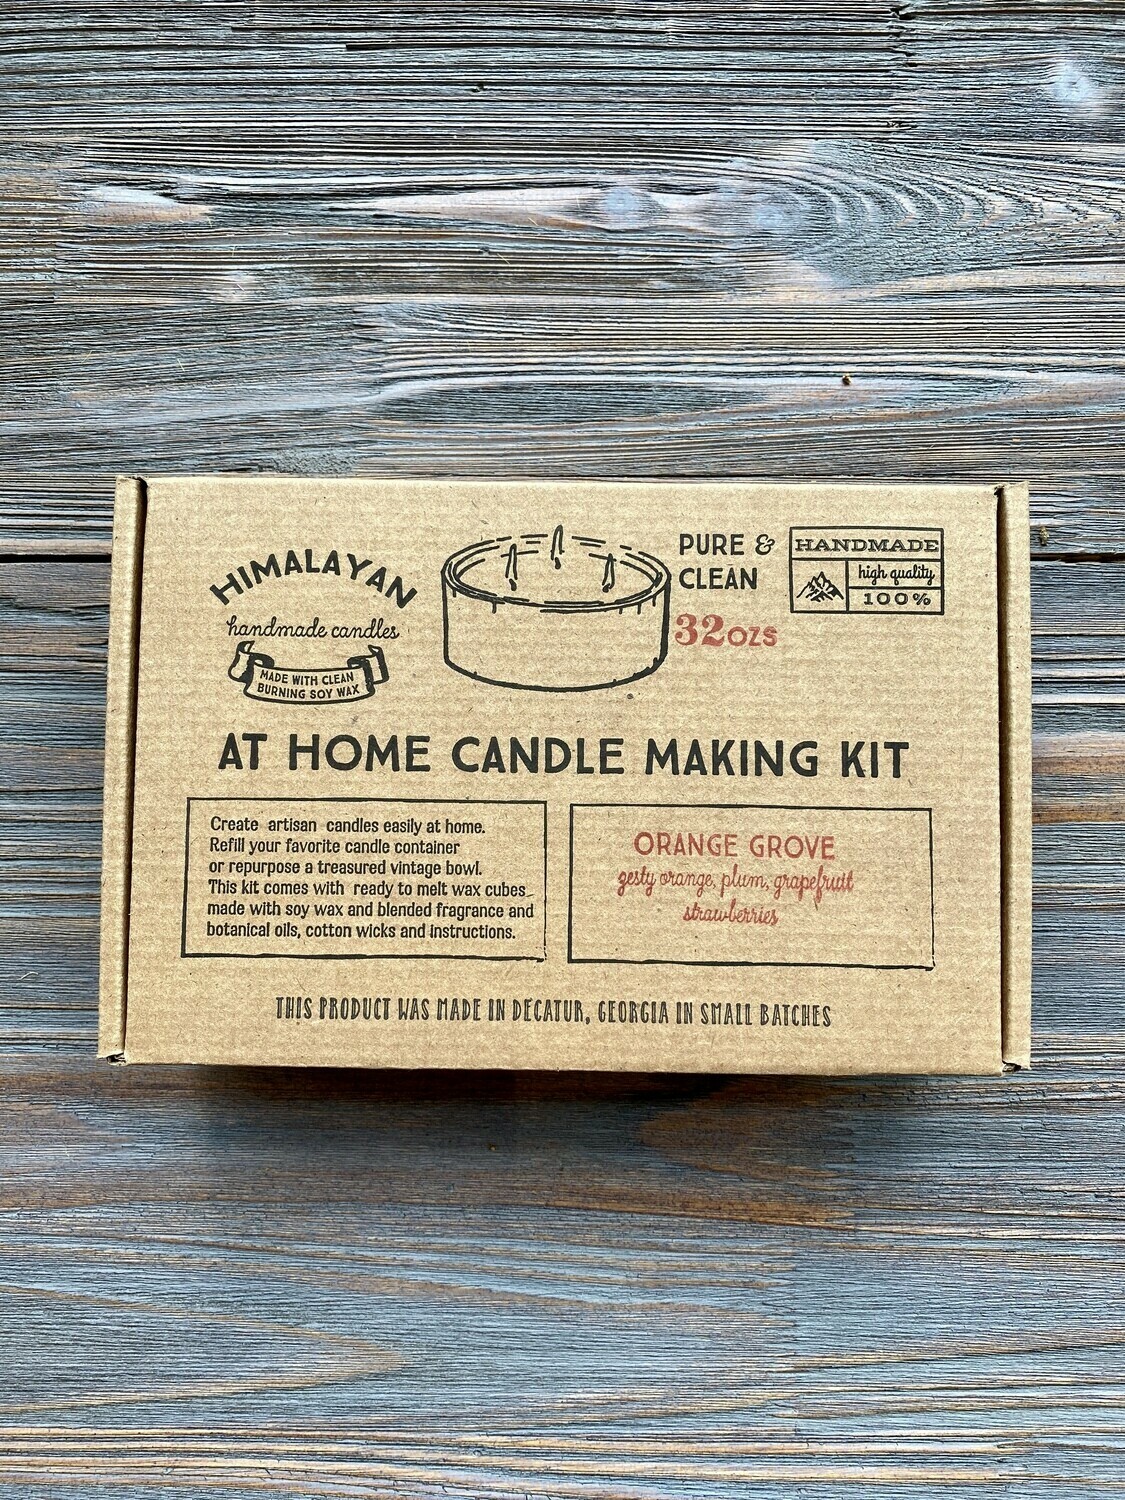 HIMALAYAN
handmade candles
MADE WITH CLEAN
BURNING SOY WAX
PURE &
CLEAN
32ozs
HANDMADE
high quality
100%
AT HOME CANDLE MAKING KIT
Create artisan candles easily at home.
Refill your favorite candle container
or repurpose a treasured vintage bowl.
This kit comes with ready to melt wax cubes
made with soy wax and blended fragrance and
botanical oils, cotton wicks and instructions.
ORANGE GROVE
zesty orange, plum, grapefruit
strawberries
THIS PRODUCT WAS MADE IN DECATUR, GEORGIA IN SMALL BATCHES